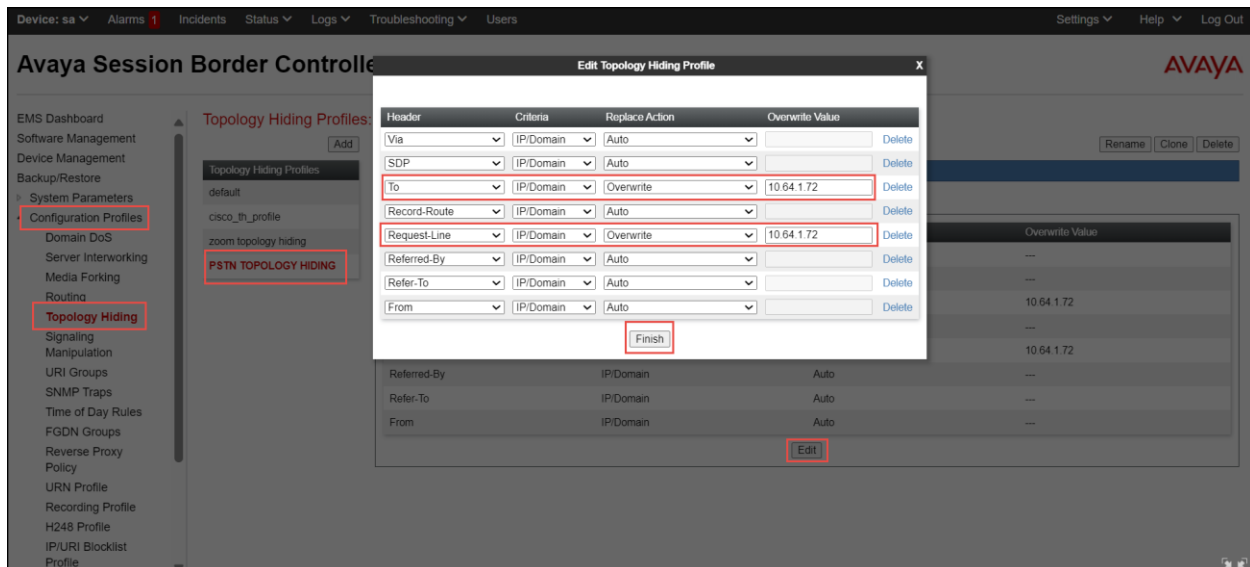 Device: sa Alarms 1 Incidents Status Logs Troubleshooting Users Settings Help Log Out
Avaya Session Border Controlle
AVAYA
Edit Topology Hiding Profile X
Header Criteria Replace Action Overwrite Value
Via IP/Domain Auto Delete
SDP IP/Domain Auto Delete
To IP/Domain Overwrite 10.64.1.72 Delete
Record-Route IP/Domain Auto Delete
Request-Line IP/Domain Overwrite 10.64.1.72 Delete
Referred-By IP/Domain Auto Delete
Refer-To IP/Domain Auto Delete
From IP/Domain Auto Delete
Finish
EMS Dashboard
Software Management
Device Management
Backup/Restore
System Parameters
Configuration Profiles
Domain DoS
Server Interworking
Media Forking
Routing
Topology Hiding
Signaling
Manipulation
URI Groups
SNMP Traps
Time of Day Rules
FGDN Groups
Reverse Proxy
Policy
URN Profile
Recording Profile
H248 Profile
IP/URI Blocklist
Profile
Topology Hiding Profiles:
Add
Topology Hiding Profiles
default
cisco_th_profile
zoom topology hiding
PSTN TOPOLOGY HIDING
Rename Clone Delete
Overwrite Value
---
---
10.64.1.72
---
10.64.1.72
Referred-By IP/Domain Auto ---
Refer-To IP/Domain Auto ---
From IP/Domain Auto ---
Edit